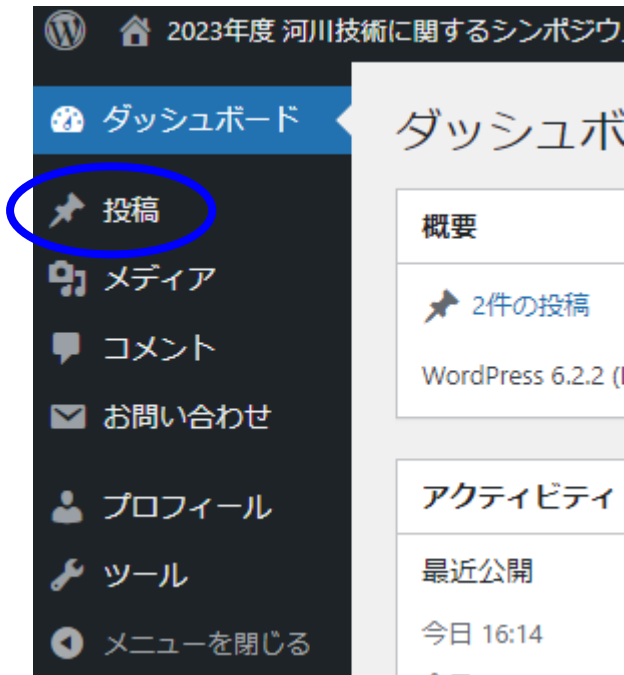 2023年度 河川技術に関するシンポジウ
ダッシュボード
ダッシュボ
投稿
概要
メディア
2件の投稿
コメント
WordPress 6.2.2 (
お問い合わせ
アクティビティ
プロフィール
ツール
最近公開
メニューを閉じる
今日 16:14